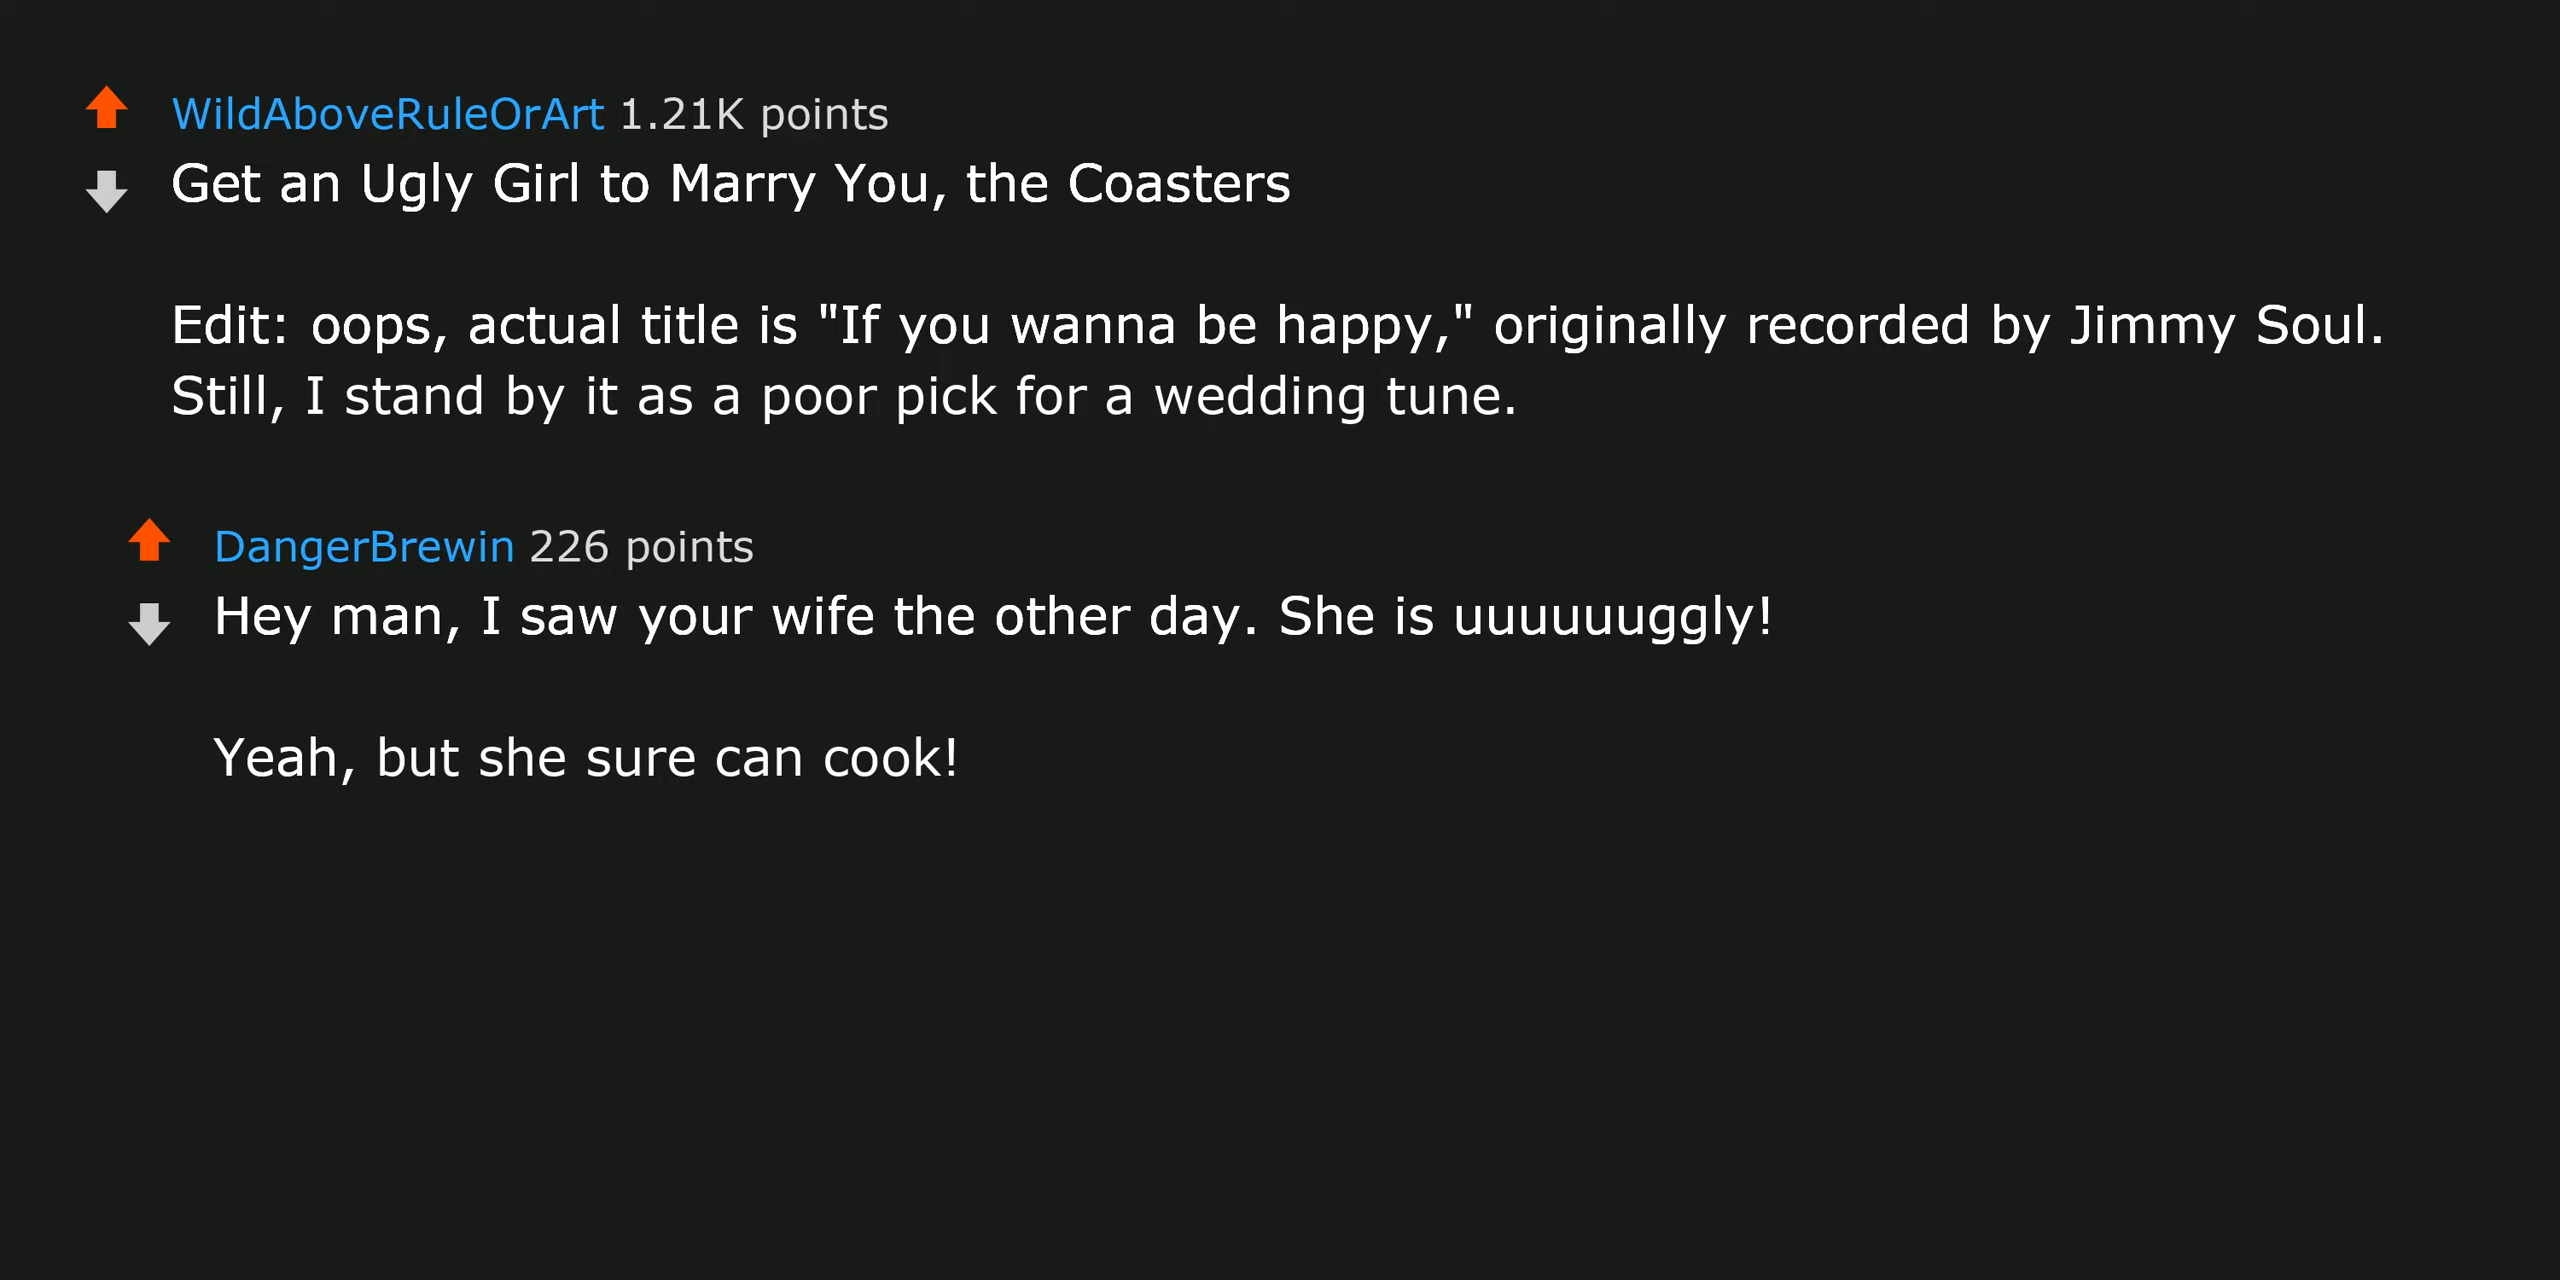 WildAboveRuleOrArt 1.21K points
Get an Ugly Girl to Marry You, the Coasters
Edit: oops, actual title is "If you wanna be happy," originally recorded by Jimmy Soul.
Still, I stand by it as a poor pick for a wedding tune.
DangerBrewin 226 points
Hey man, I saw your wife the other day. She is uuuuuuggly!
Yeah, but she sure can cook!